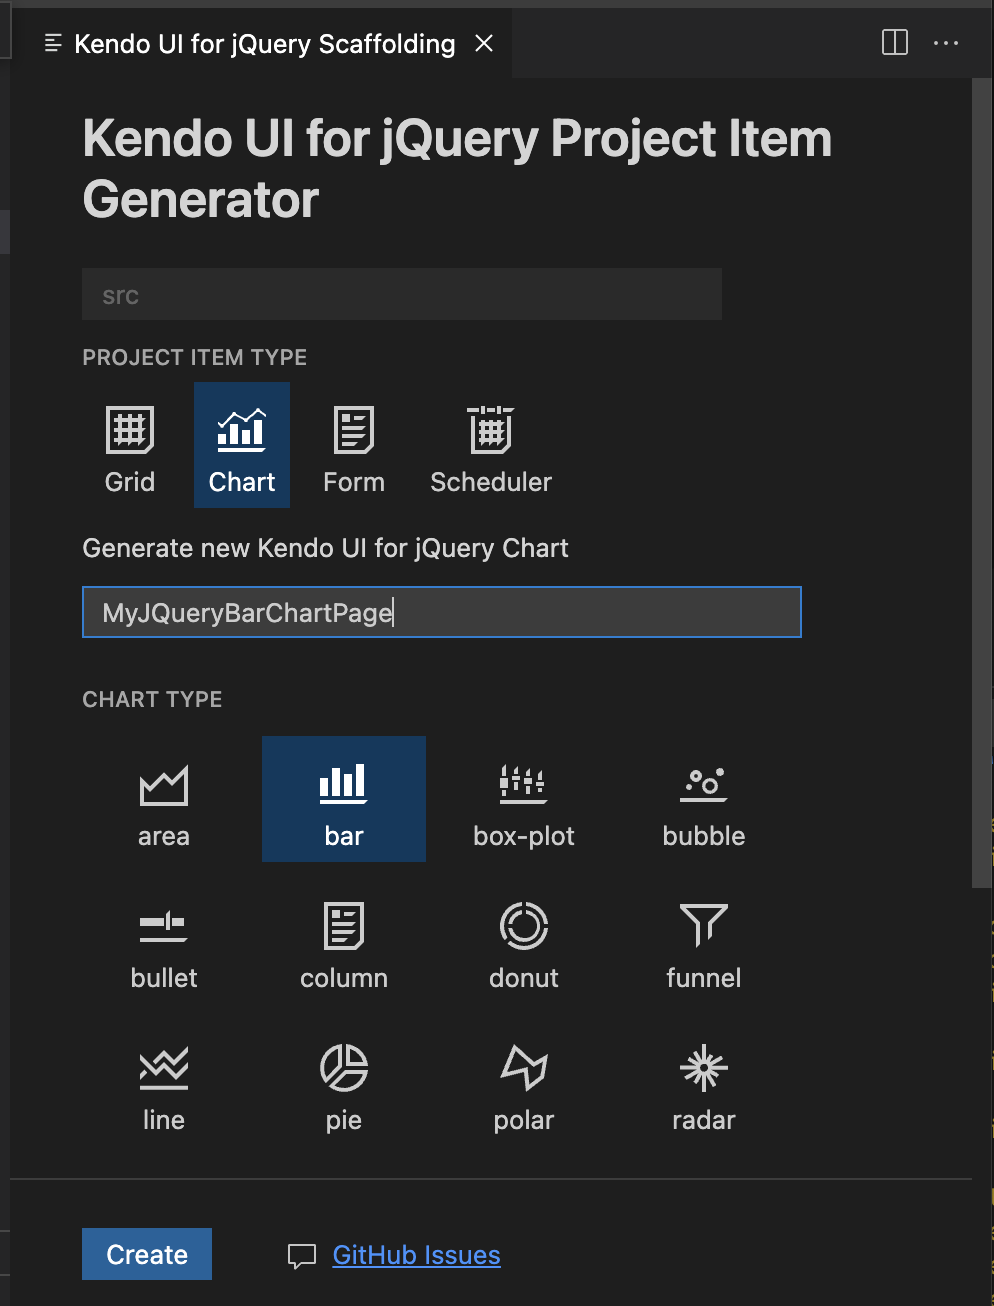 Kendo UI for jQuery Scaffolding
Kendo UI for jQuery Project Item
Generator
src
PROJECT ITEM TYPE
Grid Chart Form Scheduler
Generate new Kendo UI for jQuery Chart
MyJQueryBarChartPage
CHART TYPE
area bar box-plot bubble
bullet column donut funnel
line pie polar radar
Create GitHub Issues